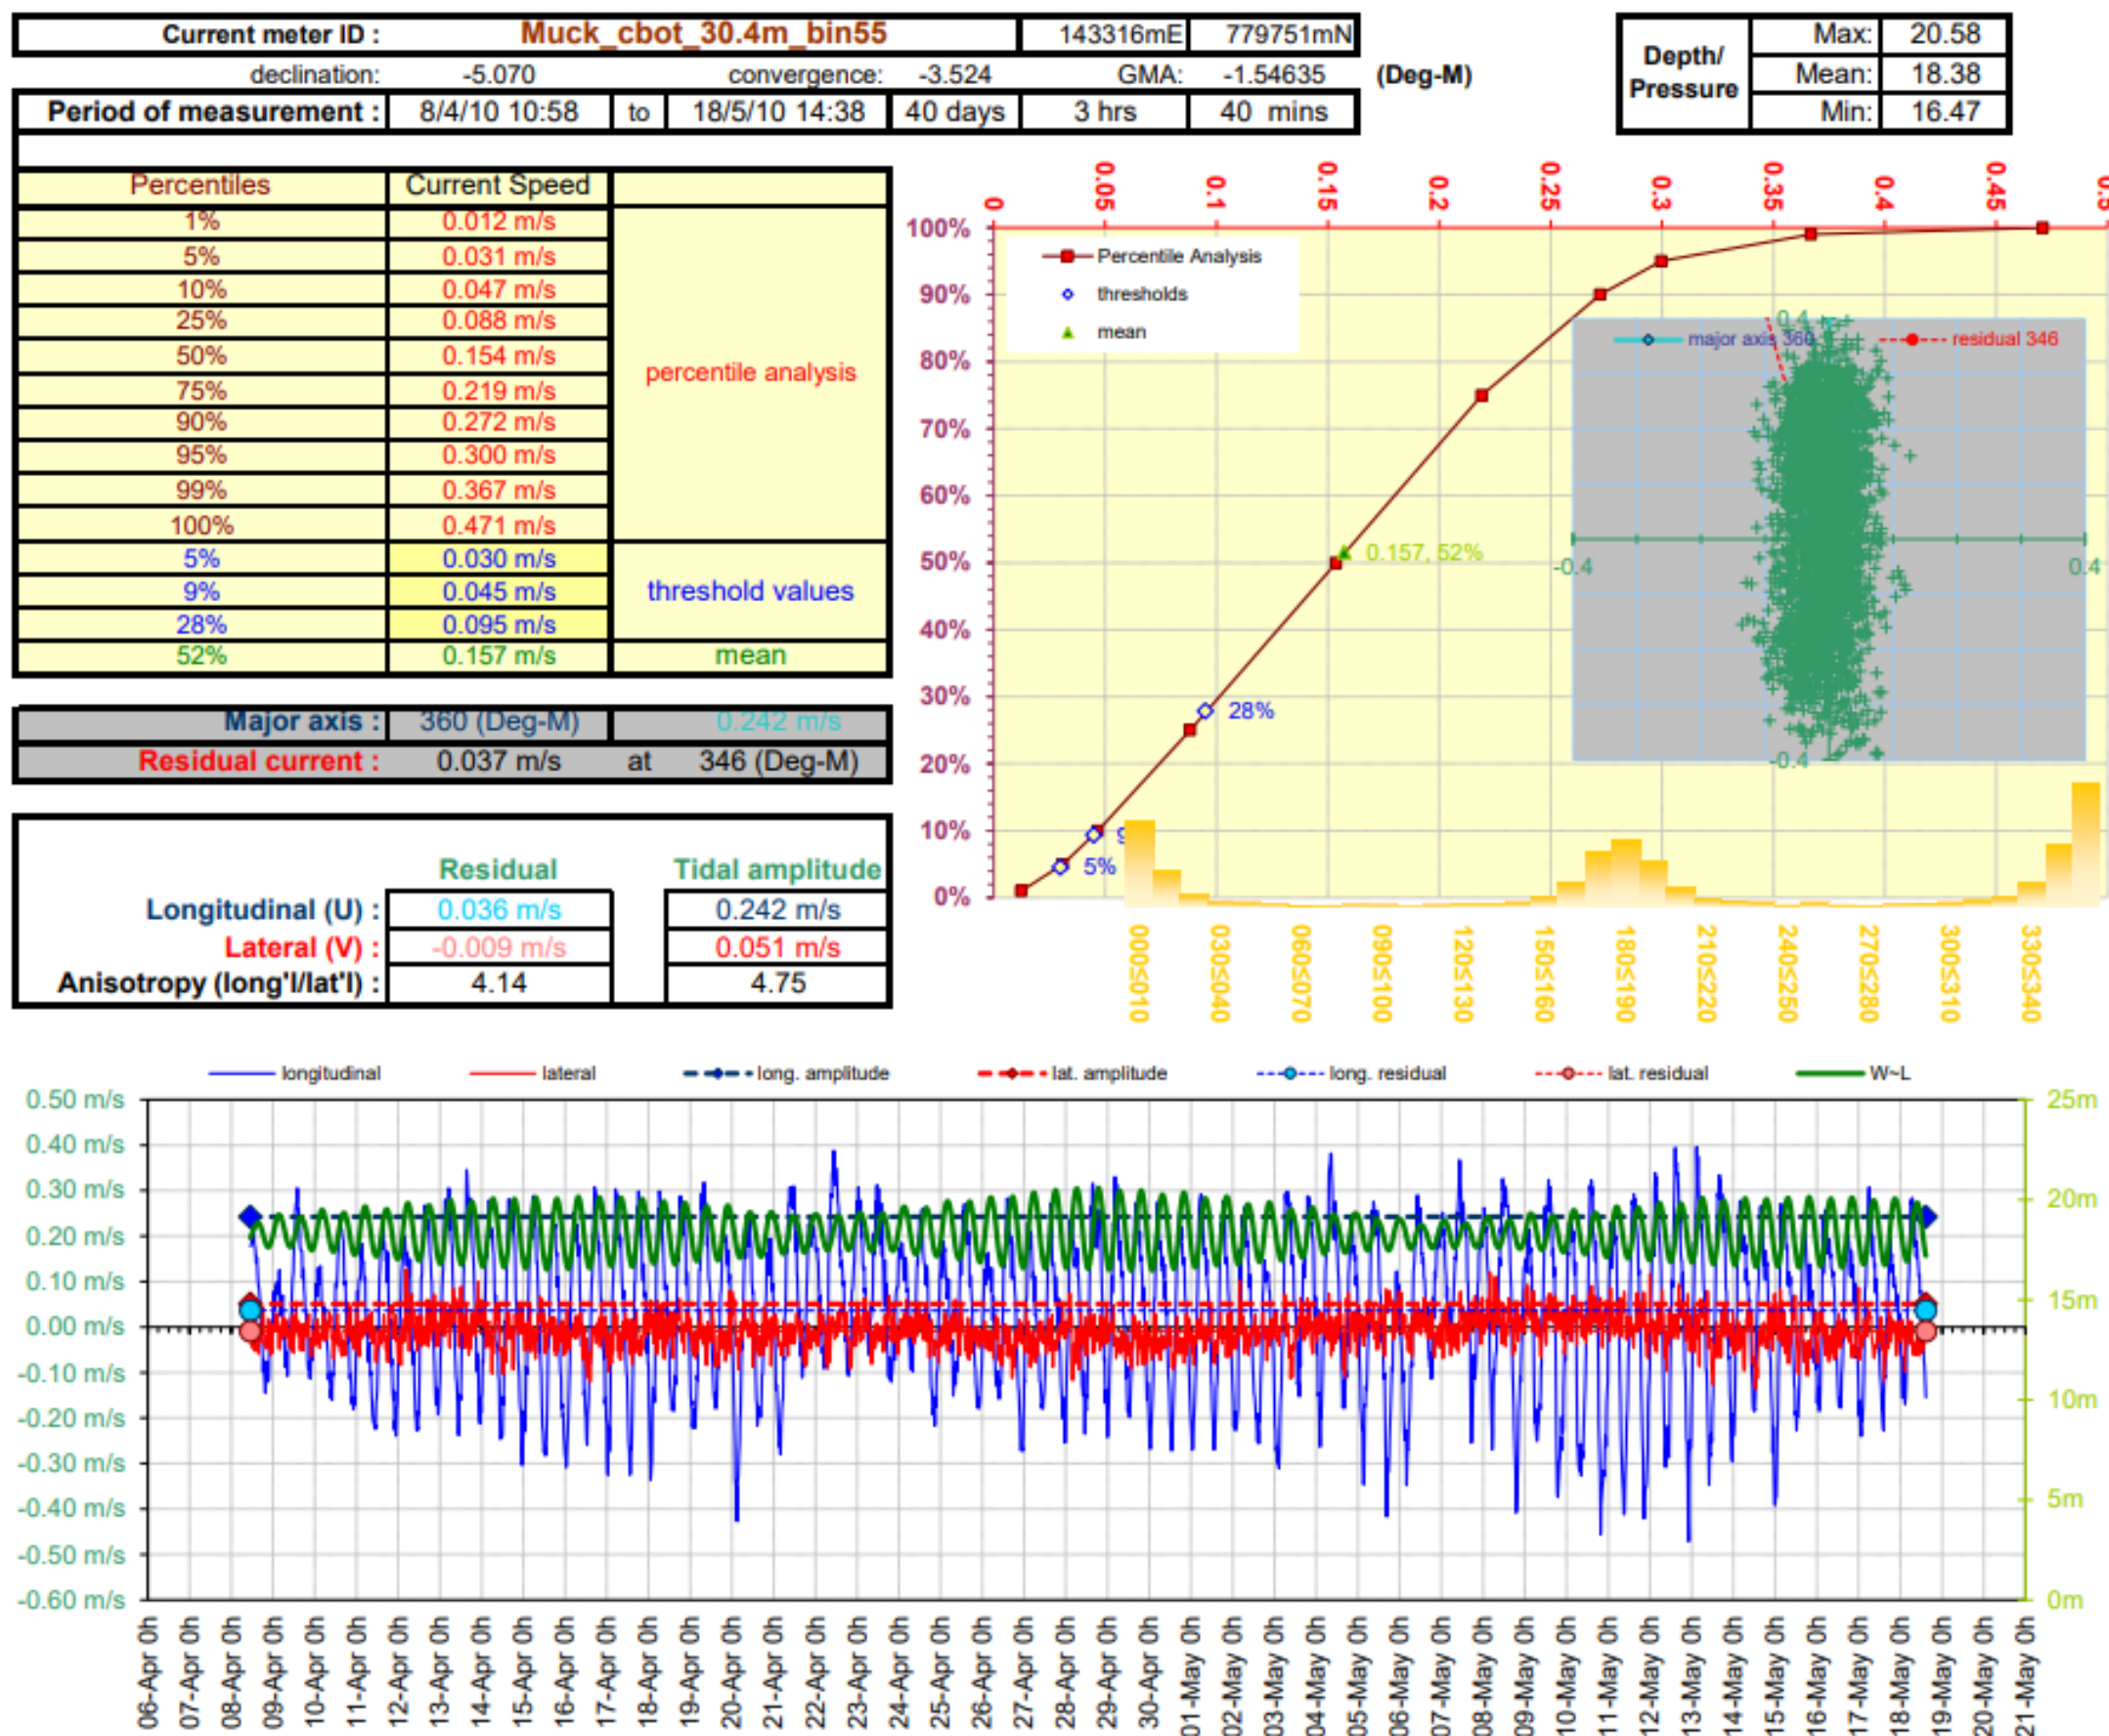 Current meter ID : Muck_cbot_30.4m_bin55 143316mE 779751mN
declination: -5.070 convergence: -3.524 GMA: -1.54635 (Deg-M)
Period of measurement : 8/4/10 10:58 to 18/5/10 14:38 40 days 3 hrs 40 mins
Depth/ Pressure
Max: 20.58
Mean: 18.38
Min: 16.47
Percentiles Current Speed
1% 0.012 m/s
5% 0.031 m/s
10% 0.047 m/s
25% 0.088 m/s
50% 0.154 m/s
75% 0.219 m/s
90% 0.272 m/s
95% 0.300 m/s
99% 0.367 m/s
100% 0.471 m/s
percentile analysis
5% 0.030 m/s
9% 0.045 m/s
28% 0.095 m/s
threshold values
52% 0.157 m/s mean
Major axis : 360 (Deg-M) 0.242 m/s
Residual current : 0.037 m/s at 346 (Deg-M)
Residual Tidal amplitude
Longitudinal (U) : 0.036 m/s 0.242 m/s
Lateral (V) : -0.009 m/s 0.051 m/s
Anisotropy (long'l/lat'l) : 4.14 4.75
0 0.05 0.1 0.15 0.2 0.25 0.3 0.35 0.4 0.45
100%
90%
80%
70%
60%
50%
40%
30%
20%
10%
0%
Percentile Analysis
thresholds
mean
0.157, 52%
28%
5%
major axis 360 residual 346
0.4
-0.4 0.4
-0.4
000≤010 030≤040 060≤070 090≤100 120≤130 150≤160 180≤190 210≤220 240≤250 270≤280 300≤310 330≤340
longitudinal lateral long. amplitude lat. amplitude long. residual lat. residual W~L
0.50 m/s
0.40 m/s
0.30 m/s
0.20 m/s
0.10 m/s
0.00 m/s
-0.10 m/s
-0.20 m/s
-0.30 m/s
-0.40 m/s
-0.50 m/s
-0.60 m/s
25m
20m
15m
10m
5m
0m
06-Apr 0h
07-Apr 0h
08-Apr 0h
09-Apr 0h
10-Apr 0h
11-Apr 0h
12-Apr 0h
13-Apr 0h
14-Apr 0h
15-Apr 0h
16-Apr 0h
17-Apr 0h
18-Apr 0h
19-Apr 0h
20-Apr 0h
21-Apr 0h
22-Apr 0h
23-Apr 0h
24-Apr 0h
25-Apr 0h
26-Apr 0h
27-Apr 0h
28-Apr 0h
29-Apr 0h
30-Apr 0h
01-May 0h
02-May 0h
03-May 0h
04-May 0h
05-May 0h
06-May 0h
07-May 0h
08-May 0h
09-May 0h
10-May 0h
11-May 0h
12-May 0h
13-May 0h
14-May 0h
15-May 0h
16-May 0h
17-May 0h
18-May 0h
19-May 0h
20-May 0h
21-May 0h